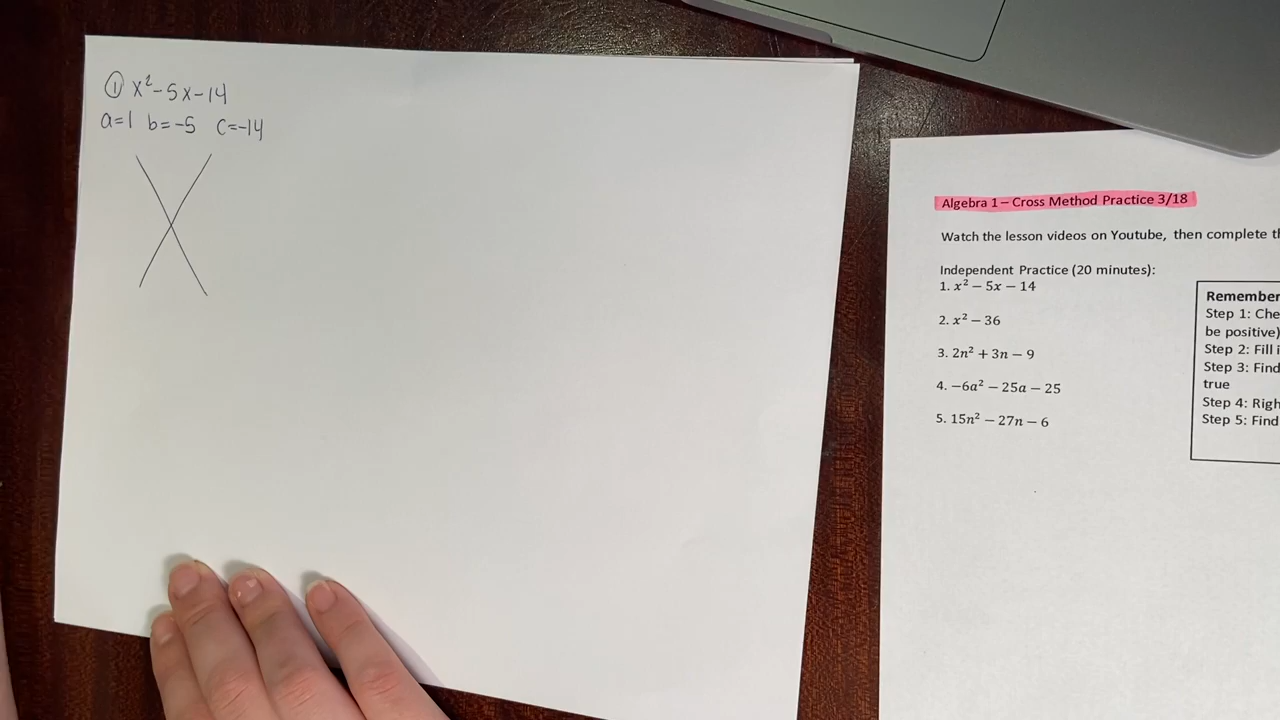 ① x²-5x-14
a=1 b=-5 c=-14
Algebra 1 – Cross Method Practice 3/18
Watch the lesson videos on Youtube, then complete
Independent Practice (20 minutes):
1. x² − 5x − 14
2. x² − 36
3. 2n² + 3n − 9
4. −6a² − 25a − 25
5. 15n² − 27n − 6
Remember
Step 1:
be positive)
Step 2: Fill
Step 3: Find
true
Step 4:
Step 5: Find